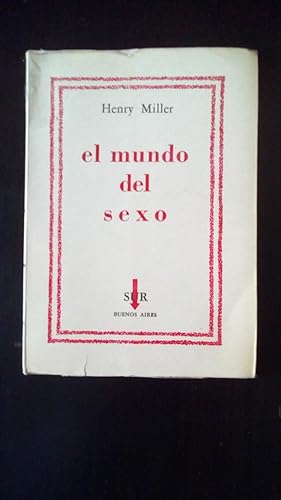 Henry Miller
el mundo
del
sexo
SUR
BUENOS AIRES